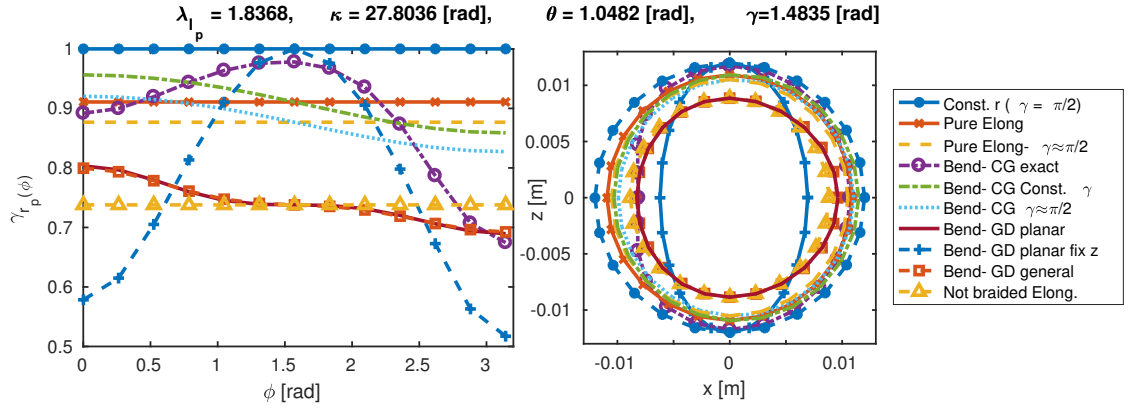 λ_{l_p} = 1.8368, κ = 27.8036 [rad], θ = 1.0482 [rad], γ=1.4835 [rad]
γ_{r_p}(ϕ)
1
0.9
0.8
0.7
0.6
0.5
0 0.5 1 1.5 2 2.5 3
ϕ [rad]
z [m]
0.01
0.005
0
-0.005
-0.01
-0.01 0 0.01
x [m]
Const. r ( γ = π/2)
Pure Elong
Pure Elong- γ≈π/2
Bend- CG exact
Bend- CG Const. γ
Bend- CG γ≈π/2
Bend- GD planar
Bend- GD planar fix z
Bend- GD general
Not braided Elong.